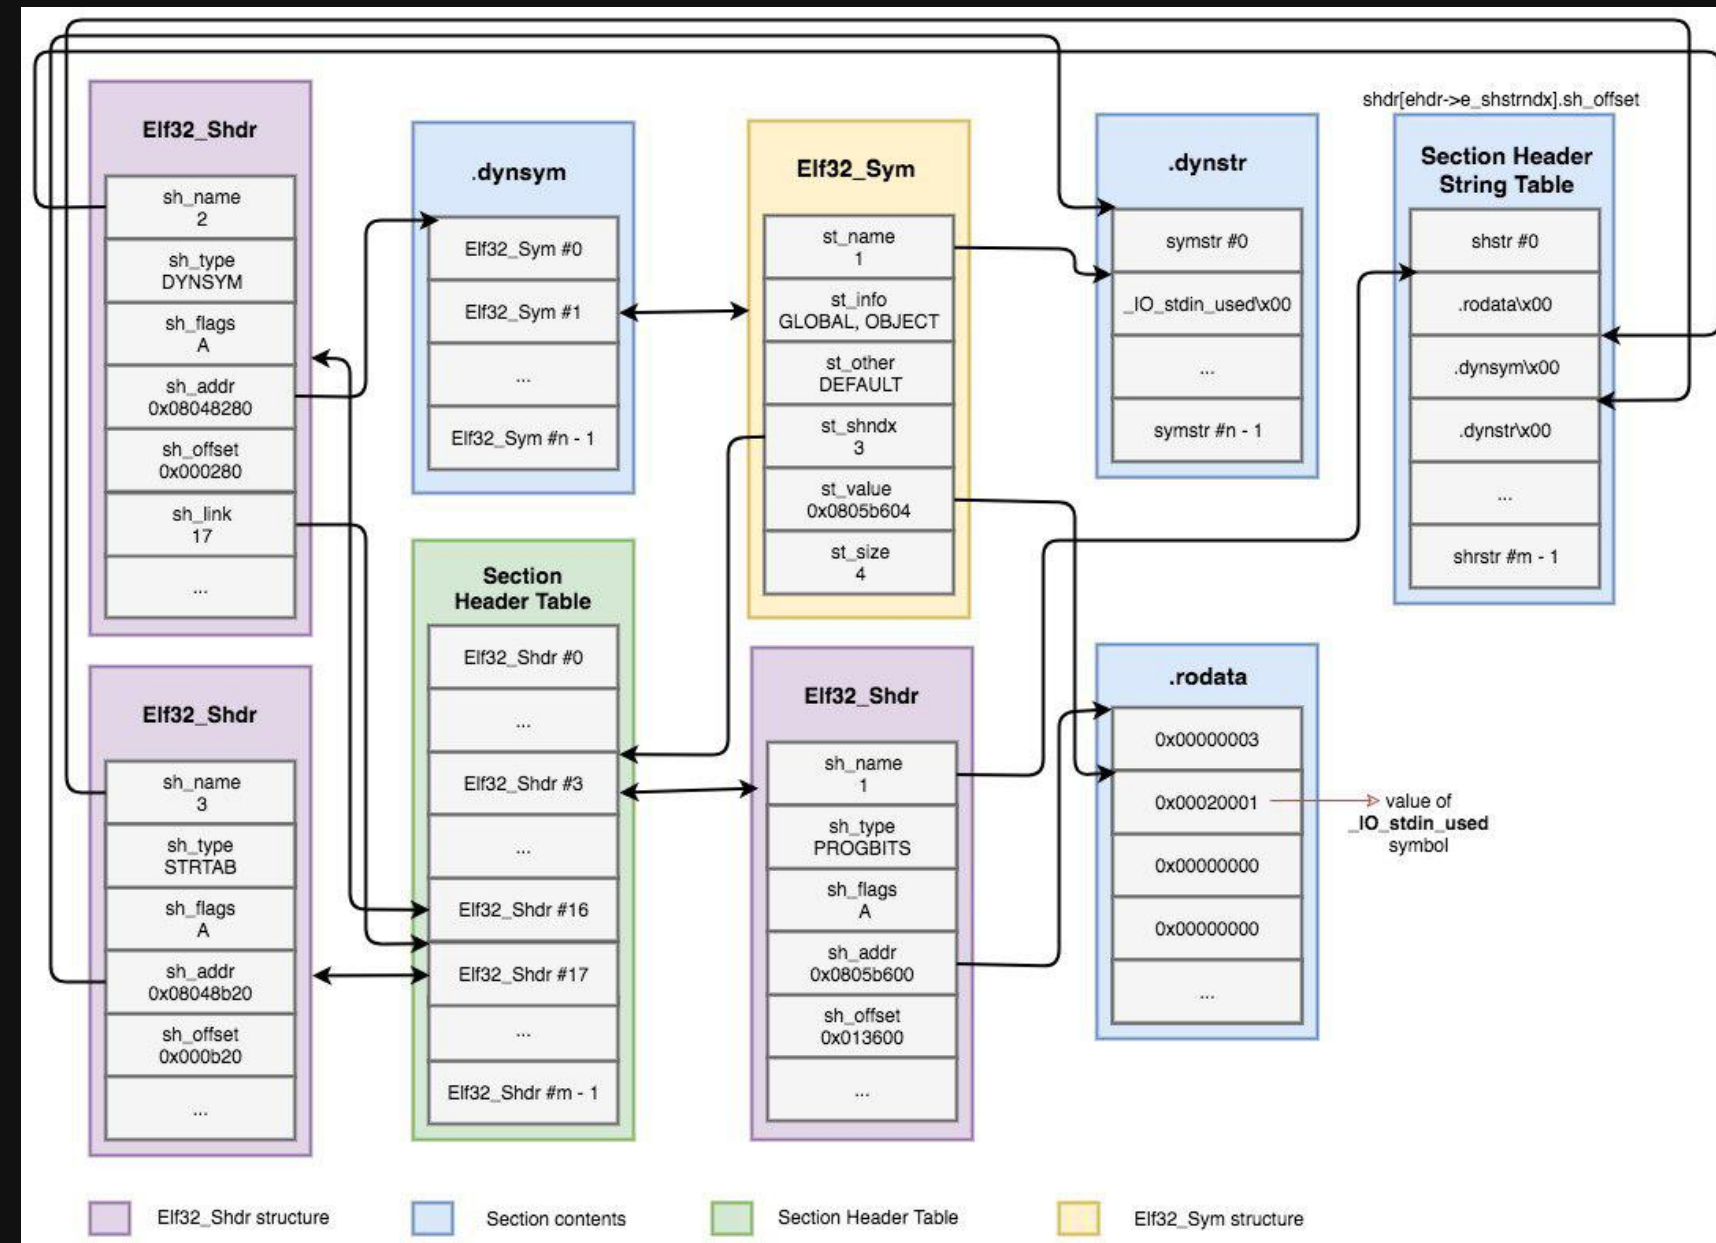 Elf32_Shdr
sh_name
2
sh_type
DYNSYM
sh_flags
A
sh_addr
0x08048280
sh_offset
0x000280
sh_link
17
...
Elf32_Shdr
sh_name
3
sh_type
STRTAB
sh_flags
A
sh_addr
0x08048b20
sh_offset
0x000b20
...
.dynsym
Elf32_Sym #0
Elf32_Sym #1
...
Elf32_Sym #n - 1
Section
Header Table
Elf32_Shdr #0
...
Elf32_Shdr #3
...
Elf32_Shdr #16
Elf32_Shdr #17
...
Elf32_Shdr #m - 1
Elf32_Sym
st_name
1
st_info
GLOBAL, OBJECT
st_other
DEFAULT
st_shndx
3
st_value
0x0805b604
st_size
4
Elf32_Shdr
sh_name
1
sh_type
PROGBITS
sh_flags
A
sh_addr
0x0805b600
sh_offset
0x013600
...
.dynstr
symstr #0
_IO_stdin_used\x00
...
symstr #n - 1
.rodata
0x00000003
0x00020001
0x00000000
0x00000000
...
value of
_IO_stdin_used
symbol
shdr[ehdr->e_shstrndx].sh_offset
Section Header
String Table
shstr #0
.rodata\x00
.dynsym\x00
.dynstr\x00
...
shrstr #m - 1
Elf32_Shdr structure
Section contents
Section Header Table
Elf32_Sym structure